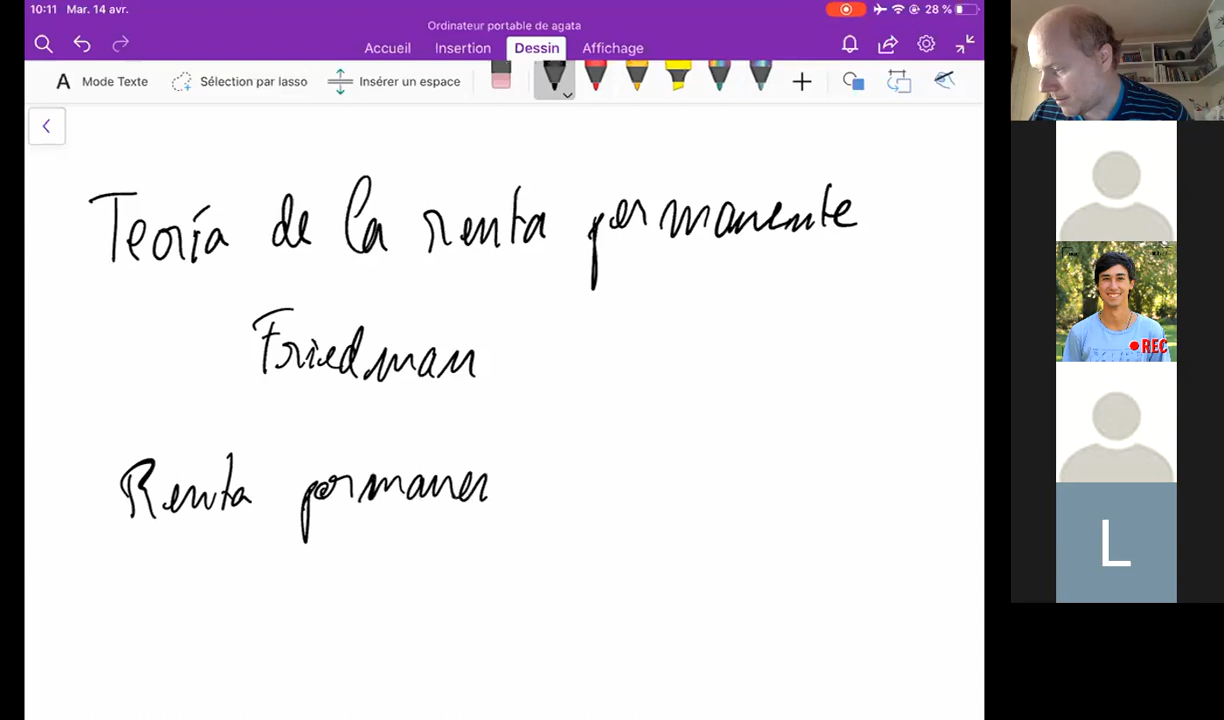 10:11 Mar. 14 avr.
28 %
Ordinateur portable de agata
Accueil Insertion Dessin Affichage
A Mode Texte Sélection par lasso Insérer un espace
Teoría de la renta permanente
Friedman
Renta permanen
REC
L